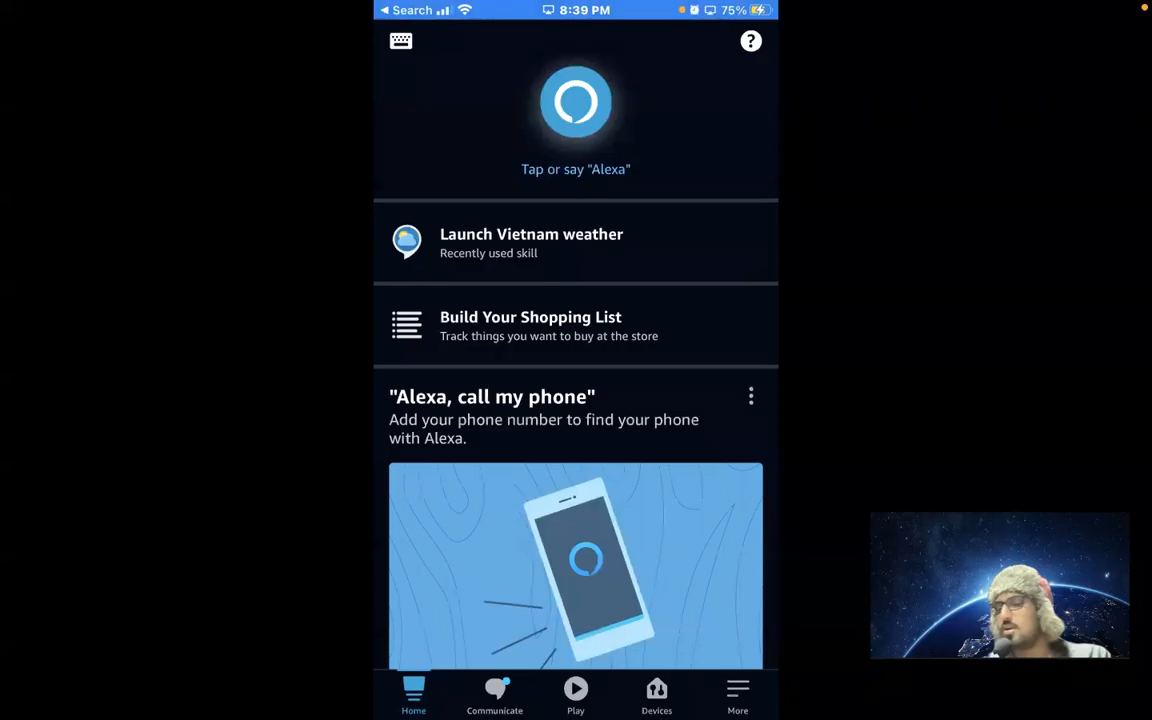 ◀ Search 8:39 PM 75%
Tap or say "Alexa"
Launch Vietnam weather
Recently used skill
Build Your Shopping List
Track things you want to buy at the store
"Alexa, call my phone"
Add your phone number to find your phone
with Alexa.
Home Communicate Play Devices More